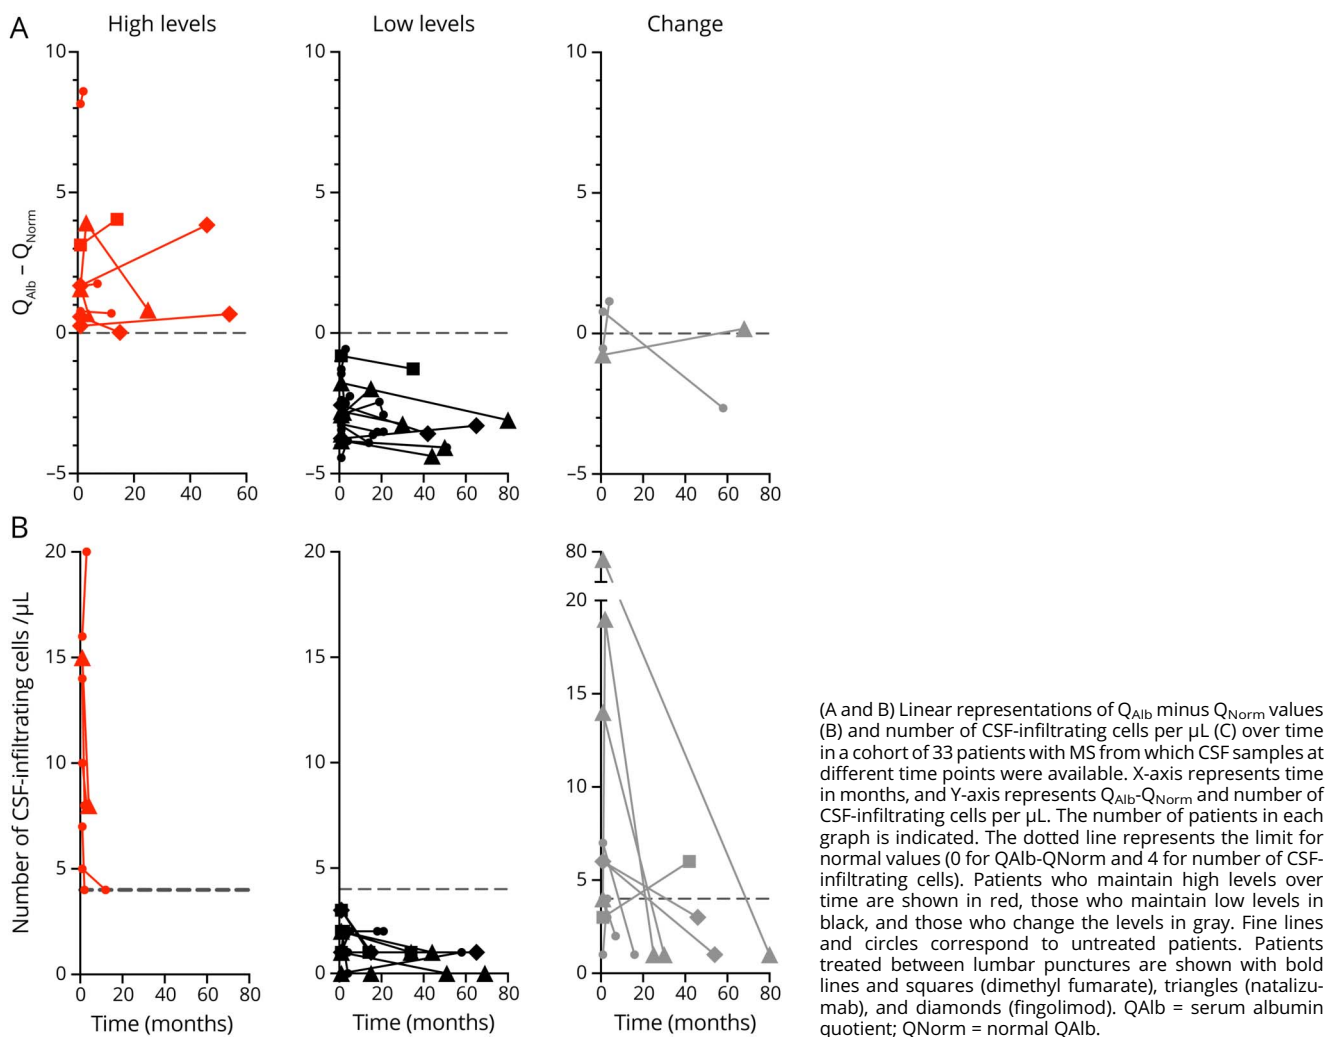 A
High levels
Low levels
Change
10
5
0
−5
0 20 40 60
Q_Alb − Q_Norm
10
5
0
−5
0 20 40 60 80
10
5
0
−5
0 20 40 60 80
B
20
15
10
5
0
0 20 40 60 80
Number of CSF-infiltrating cells /μL
Time (months)
20
15
10
5
0
0 20 40 60 80
Time (months)
80
20
15
10
5
0
0 20 40 60 80
Time (months)
(A and B) Linear representations of Q_Alb minus Q_Norm values
(B) and number of CSF-infiltrating cells per μL (C) over time
in a cohort of 33 patients with MS from which CSF samples at
different time points were available. X-axis represents time
in months, and Y-axis represents Q_Alb-Q_Norm and number of
CSF-infiltrating cells per μL. The number of patients in each
graph is indicated. The dotted line represents the limit for
normal values (0 for QAlb-QNorm and 4 for number of CSF-
infiltrating cells). Patients who maintain high levels over
time are shown in red, those who maintain low levels in
black, and those who change the levels in gray. Fine lines
and circles correspond to untreated patients. Patients
treated between lumbar punctures are shown with bold
lines and squares (dimethyl fumarate), triangles (natalizu-
mab), and diamonds (fingolimod). QAlb = serum albumin
quotient; QNorm = normal QAlb.